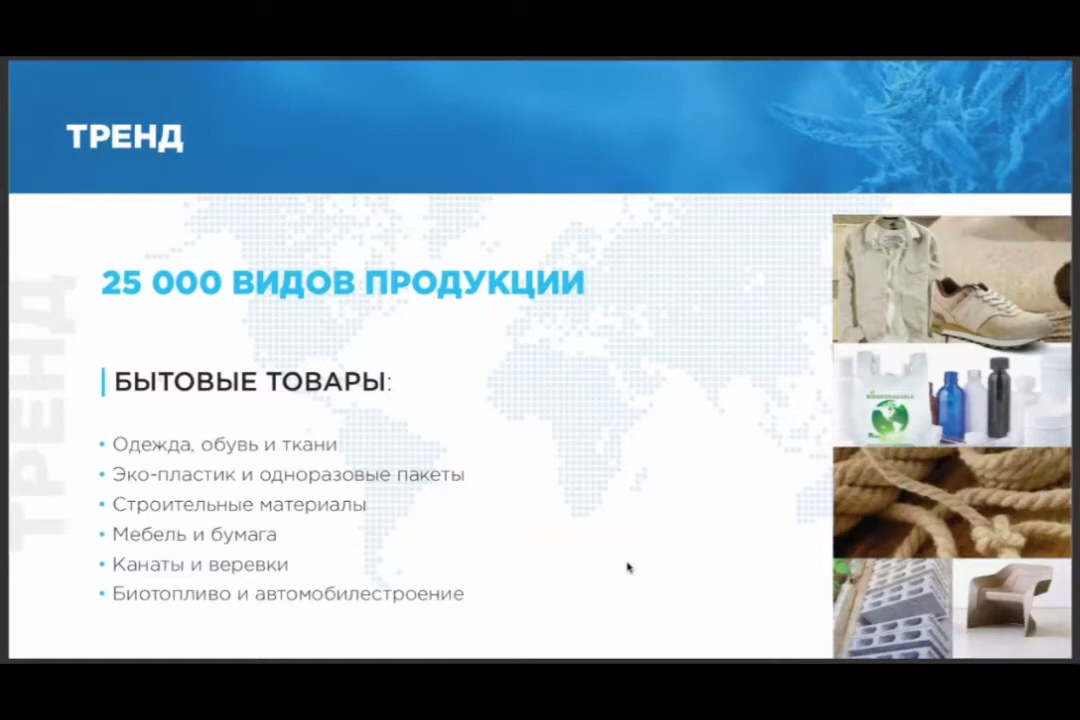 ТРЕНД
ТРЕНД
25 000 ВИДОВ ПРОДУКЦИИ
БЫТОВЫЕ ТОВАРЫ:
• Одежда, обувь и ткани
• Эко-пластик и одноразовые пакеты
• Строительные материалы
• Мебель и бумага
• Канаты и веревки
• Биотопливо и автомобилестроение
BIODEGRADABLE